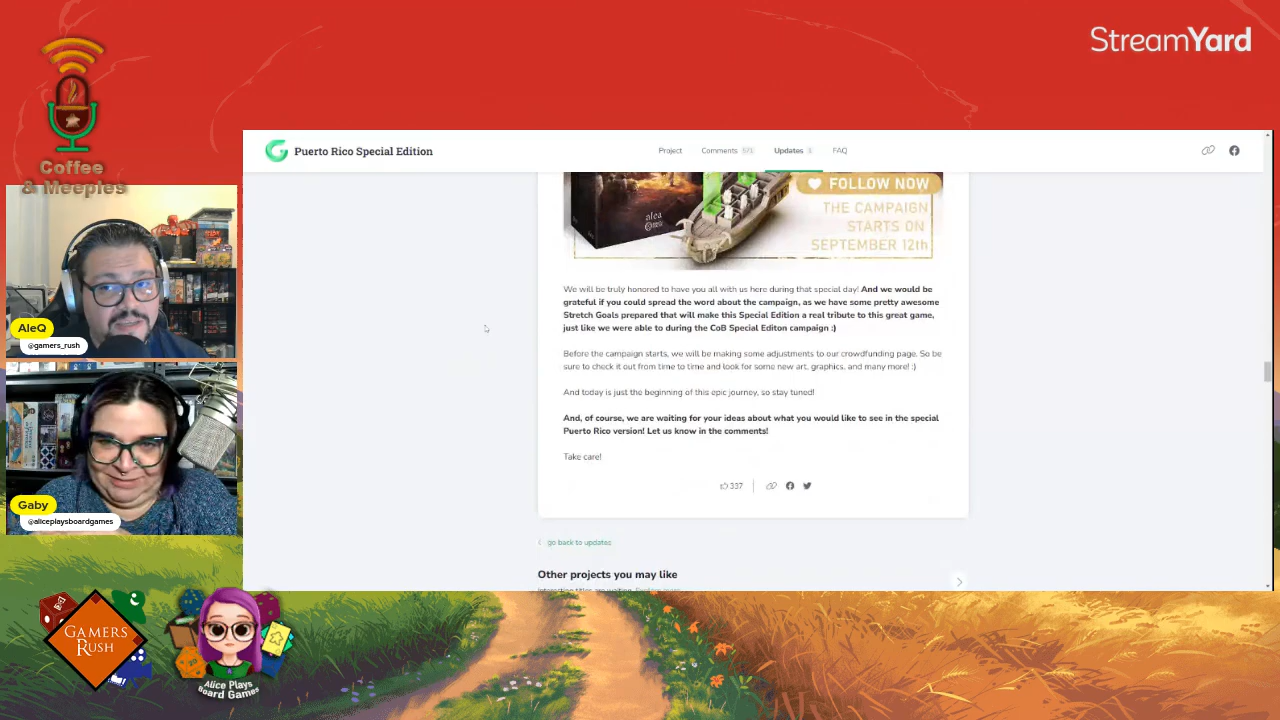 StreamYard
Coffee
& Meeples
Puerto Rico Special Edition
Project
Comments 571
Updates 1
FAQ
FOLLOW NOW
THE CAMPAIGN
STARTS ON
SEPTEMBER 12th
alea
We will be truly honored to have you all with us here during that special day! And we would be
grateful if you could spread the word about the campaign, as we have some pretty awesome
Stretch Goals prepared that will make this Special Edition a real tribute to this great game,
just like we were able to during the CoB Special Editon campaign :)
Before the campaign starts, we will be making some adjustments to our crowdfunding page. So be
sure to check it out from time to time and look for some new art, graphics, and many more! :)
And today is just the beginning of this epic journey, so stay tuned!
And, of course, we are waiting for your ideas about what you would like to see in the special
Puerto Rico version! Let us know in the comments!
Take care!
337
go back to updates
Other projects you may like
AleQ
@gamers_rush
Gaby
@aliceplaysboardgames
GAMERS
RUSH
Alice Plays
Board Games